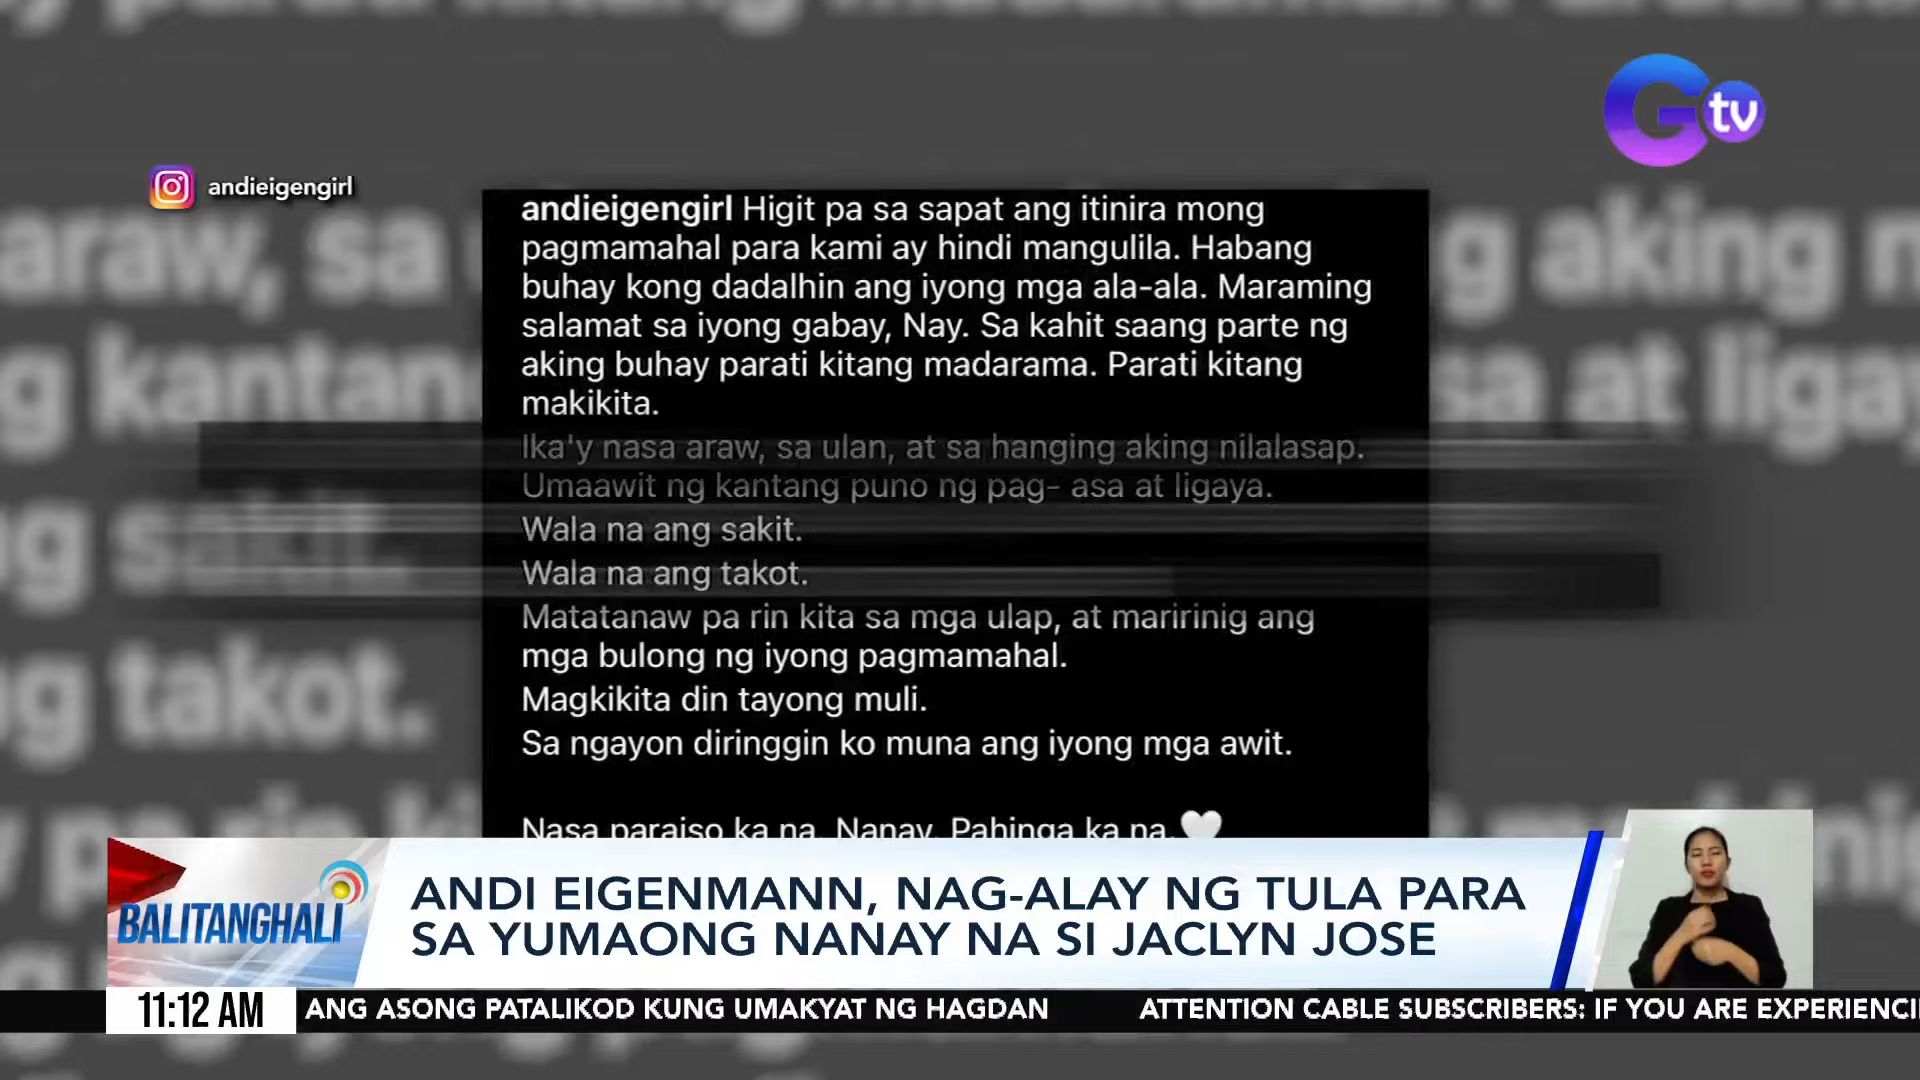 Gtv
andieigengirl
andieigengirl Higit pa sa sapat ang itinira mong
pagmamahal para kami ay hindi mangulila. Habang
buhay kong dadalhin ang iyong mga ala-ala. Maraming
salamat sa iyong gabay, Nay. Sa kahit saang parte ng
aking buhay parati kitang madarama. Parati kitang
makikita.
Ika'y nasa araw, sa ulan, at sa hanging aking nilalasap.
Umaawit ng kantang puno ng pag- asa at ligaya.
Wala na ang sakit.
Wala na ang takot.
Matatanaw pa rin kita sa mga ulap, at maririnig ang
mga bulong ng iyong pagmamahal.
Magkikita din tayong muli.
Sa ngayon diringgin ko muna ang iyong mga awit.
Nasa paraiso ka na, Nanay. Pahinga ka na.
BALITANGHALI
ANDI EIGENMANN, NAG-ALAY NG TULA PARA
SA YUMAONG NANAY NA SI JACLYN JOSE
11:12 AM
ANG ASONG PATALIKOD KUNG UMAKYAT NG HAGDAN ATTENTION CABLE SUBSCRIBERS: IF YOU ARE EXPERIENCI